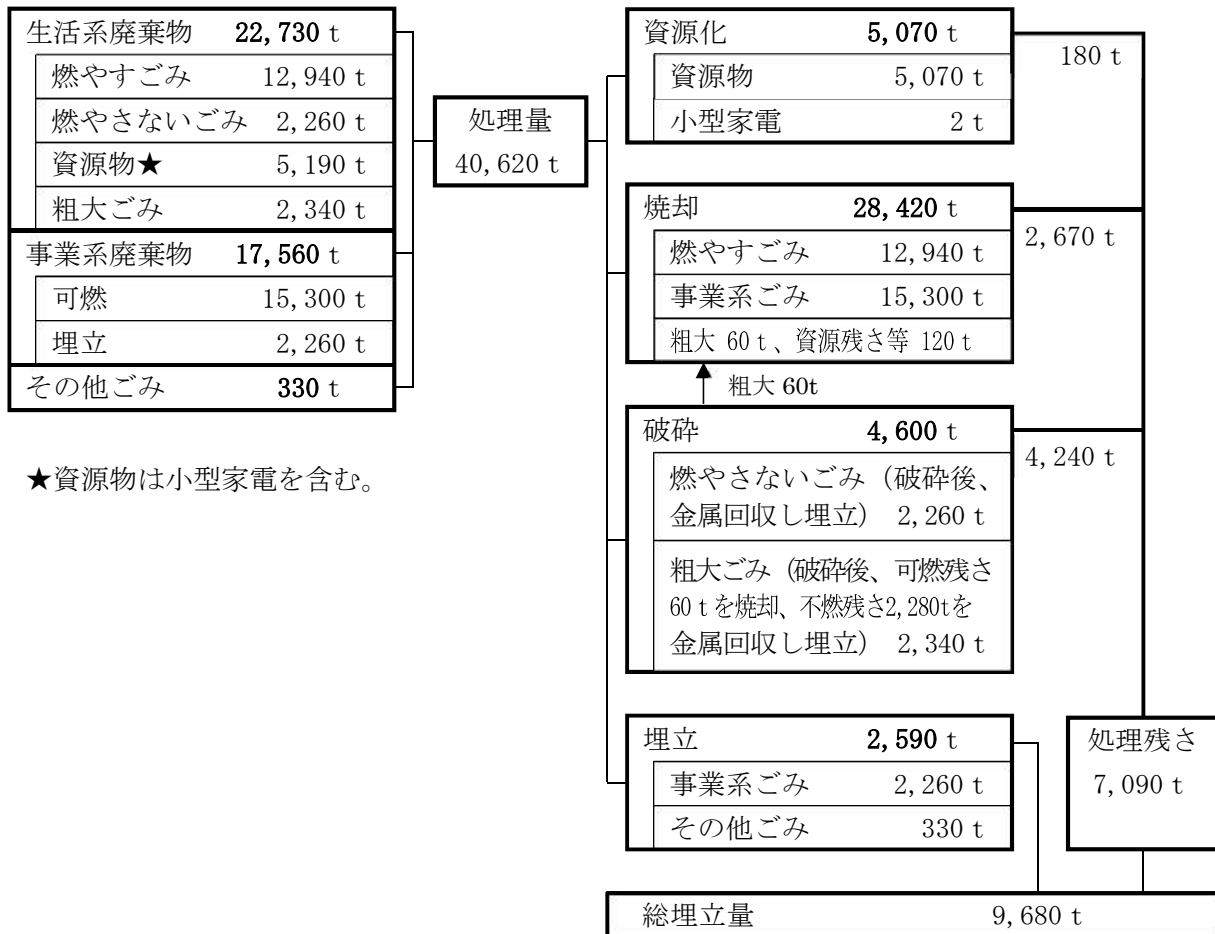 生活系廃棄物 22,730 t
燃やすごみ 12,940 t
燃やさないごみ 2,260 t
資源物★ 5,190 t
粗大ごみ 2,340 t
事業系廃棄物 17,560 t
可燃 15,300 t
埋立 2,260 t
その他ごみ 330 t
★資源物は小型家電を含む。
処理量
40,620 t
資源化 5,070 t
資源物 5,070 t
小型家電 2 t
180 t
焼却 28,420 t
燃やすごみ 12,940 t
事業系ごみ 15,300 t
粗大 60 t、資源残さ等 120 t
2,670 t
粗大 60t
破砕 4,600 t
燃やさないごみ（破砕後、
金属回収し埋立） 2,260 t
粗大ごみ（破砕後、可燃残さ
60 t を焼却、不燃残さ2,280tを
金属回収し埋立） 2,340 t
4,240 t
埋立 2,590 t
事業系ごみ 2,260 t
その他ごみ 330 t
処理残さ
7,090 t
総埋立量 9,680 t